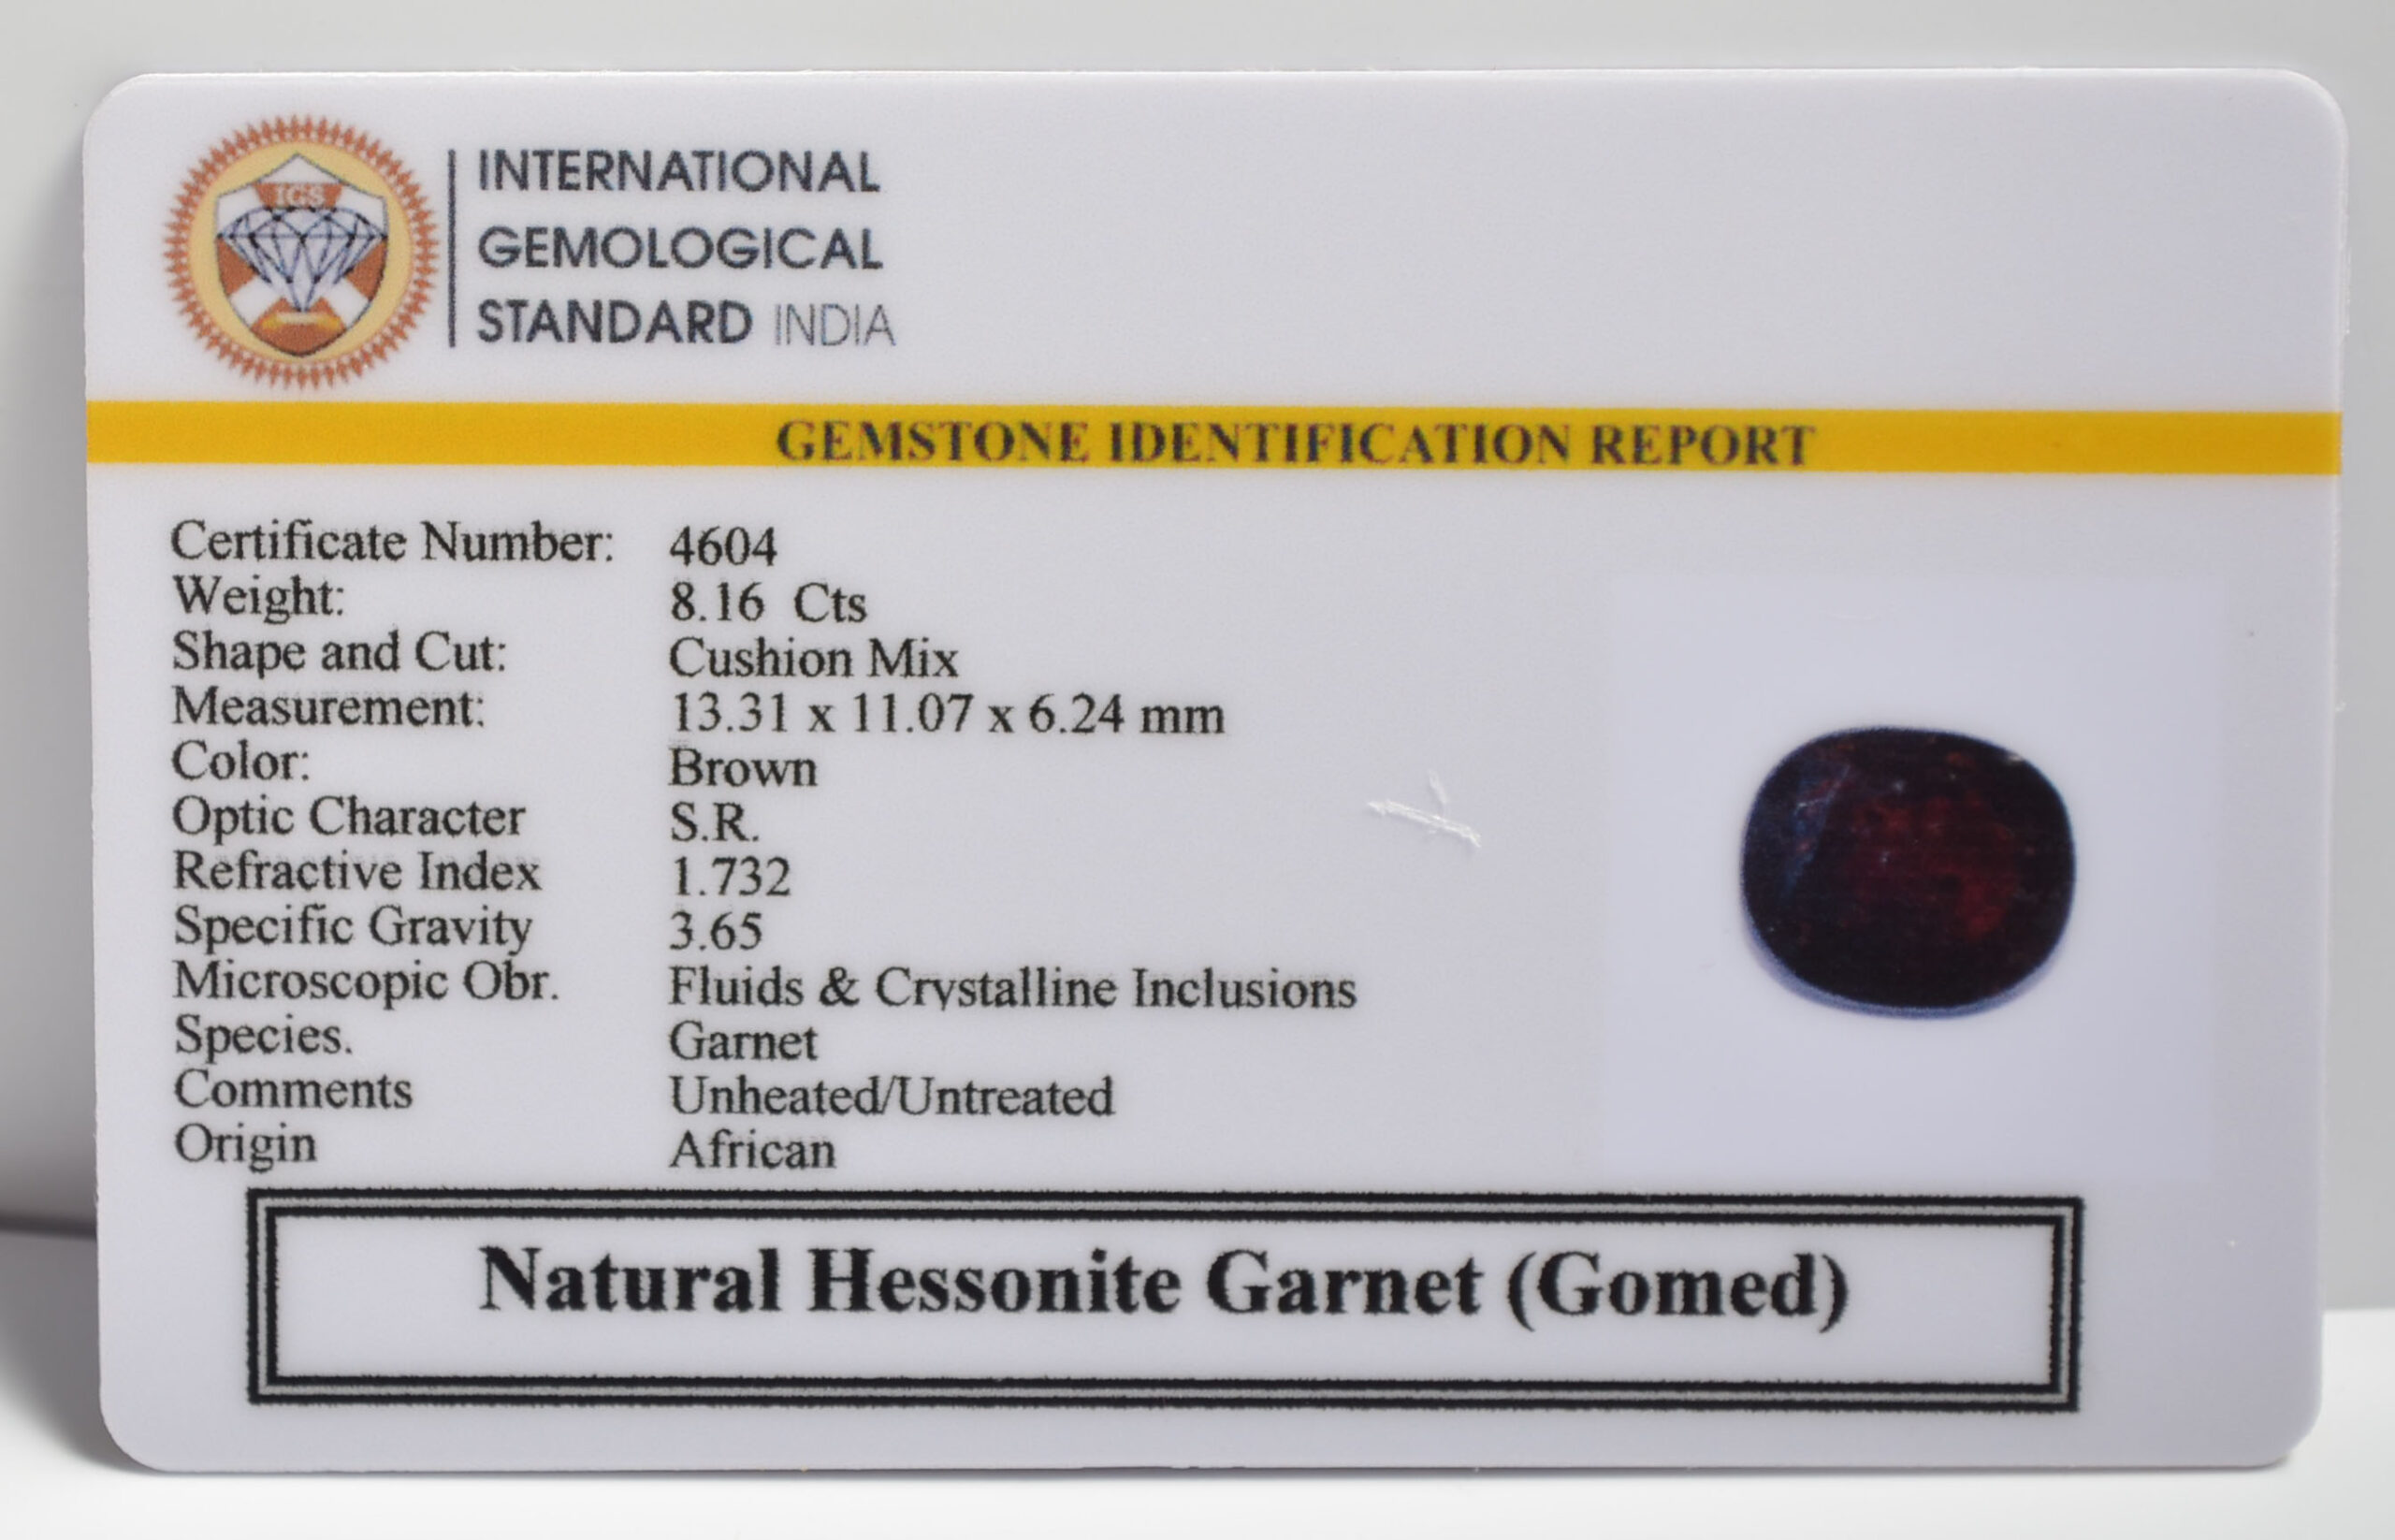 IGS
INTERNATIONAL
GEMOLOGICAL
STANDARD INDIA
GEMSTONE IDENTIFICATION REPORT
Certificate Number: 4604
Weight: 8.16 Cts
Shape and Cut: Cushion Mix
Measurement: 13.31 x 11.07 x 6.24 mm
Color: Brown
Optic Character S.R.
Refractive Index 1.732
Specific Gravity 3.65
Microscopic Obr. Fluids & Crystalline Inclusions
Species. Garnet
Comments Unheated/Untreated
Origin African
Natural Hessonite Garnet (Gomed)